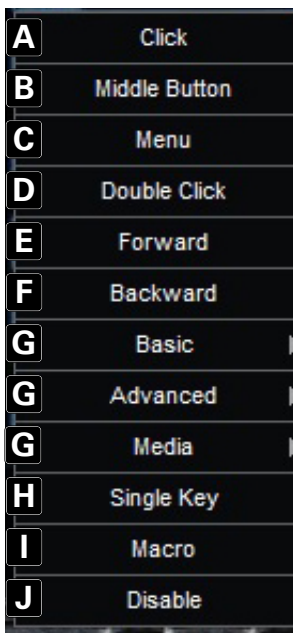 A Click
B Middle Button
C Menu
D Double Click
E Forward
F Backward
G Basic
G Advanced
G Media
H Single Key
I Macro
J Disable